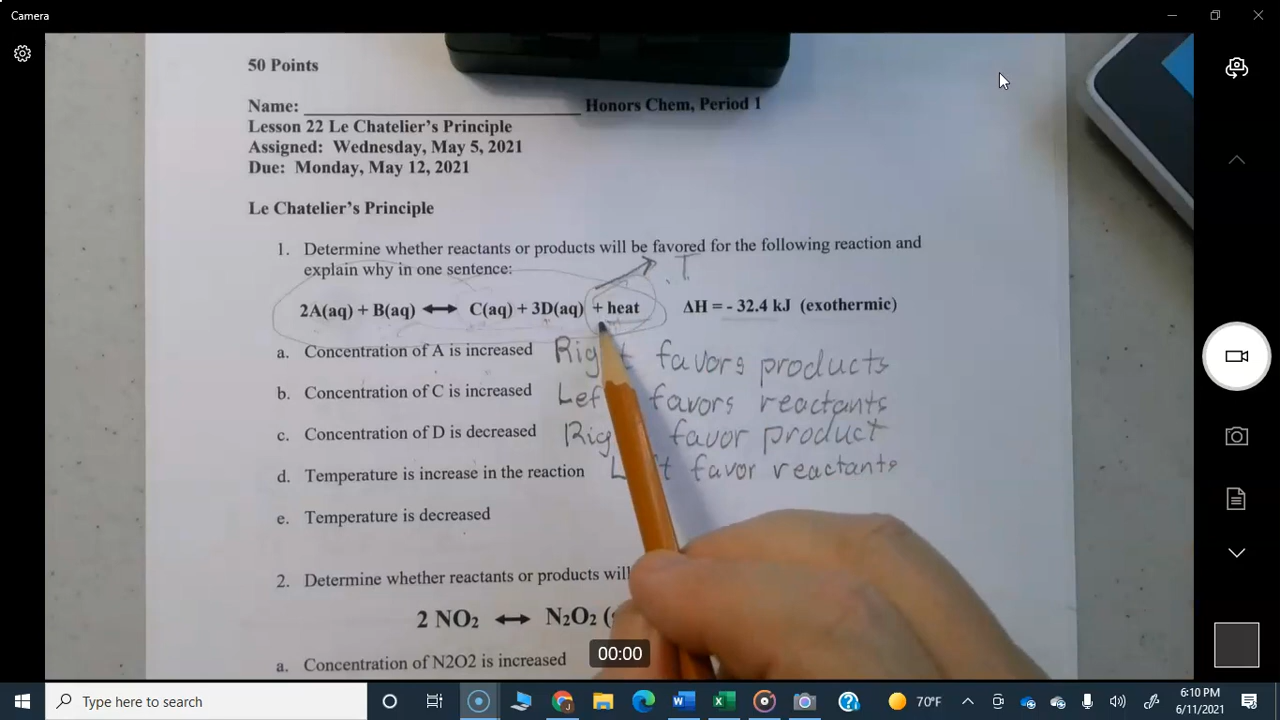 Camera
50 Points
Name: ____________________ Honors Chem, Period 1
Lesson 22 Le Chatelier's Principle
Assigned: Wednesday, May 5, 2021
Due: Monday, May 12, 2021
Le Chatelier's Principle
1. Determine whether reactants or products will be favored for the following reaction and
explain why in one sentence:
T
2A(aq) + B(aq) ⟷ C(aq) + 3D(aq) + heat ΔH = - 32.4 kJ (exothermic)
a. Concentration of A is increased Right favors products
b. Concentration of C is increased Left favors reactants
c. Concentration of D is decreased Right favor product
d. Temperature is increase in the reaction Left favor reactants
e. Temperature is decreased
2. Determine whether reactants or products will
2 NO₂ ⟷ N₂O₂ (
a. Concentration of N2O2 is increased
00:00
Type here to search
70°F
6:10 PM
6/11/2021